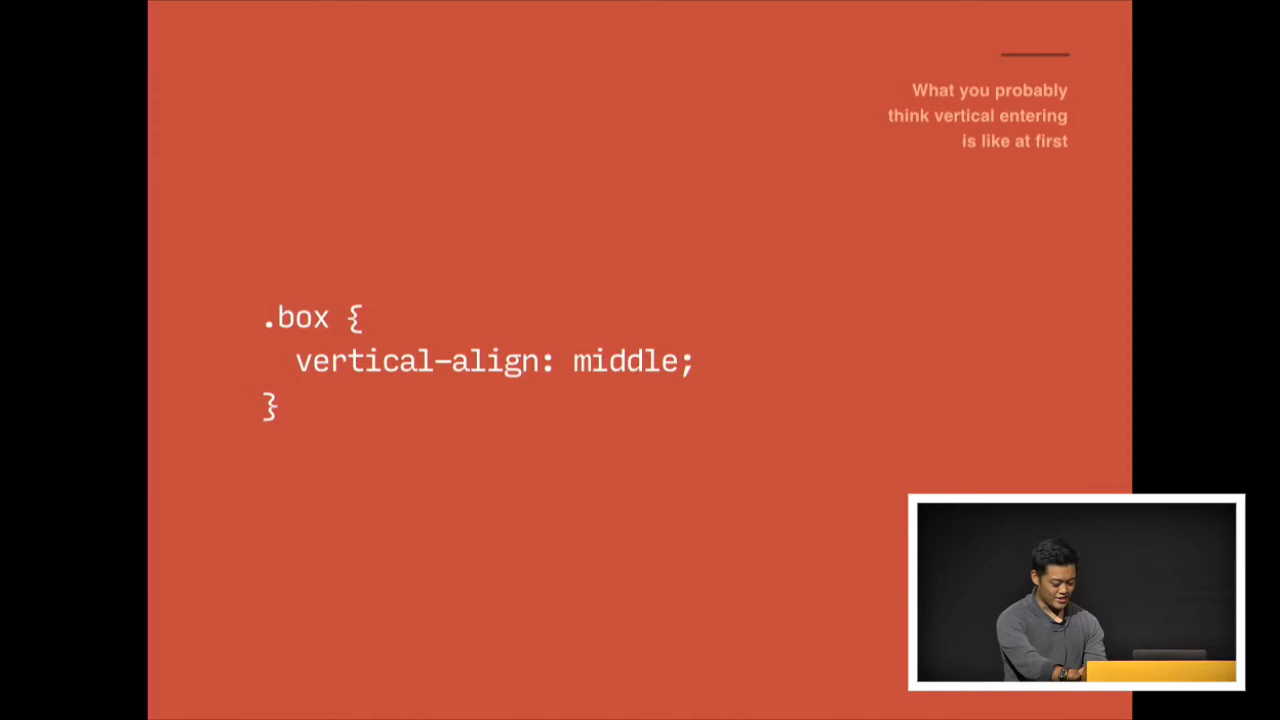 What you probably
think vertical entering
is like at first
.box {
vertical-align: middle;
}